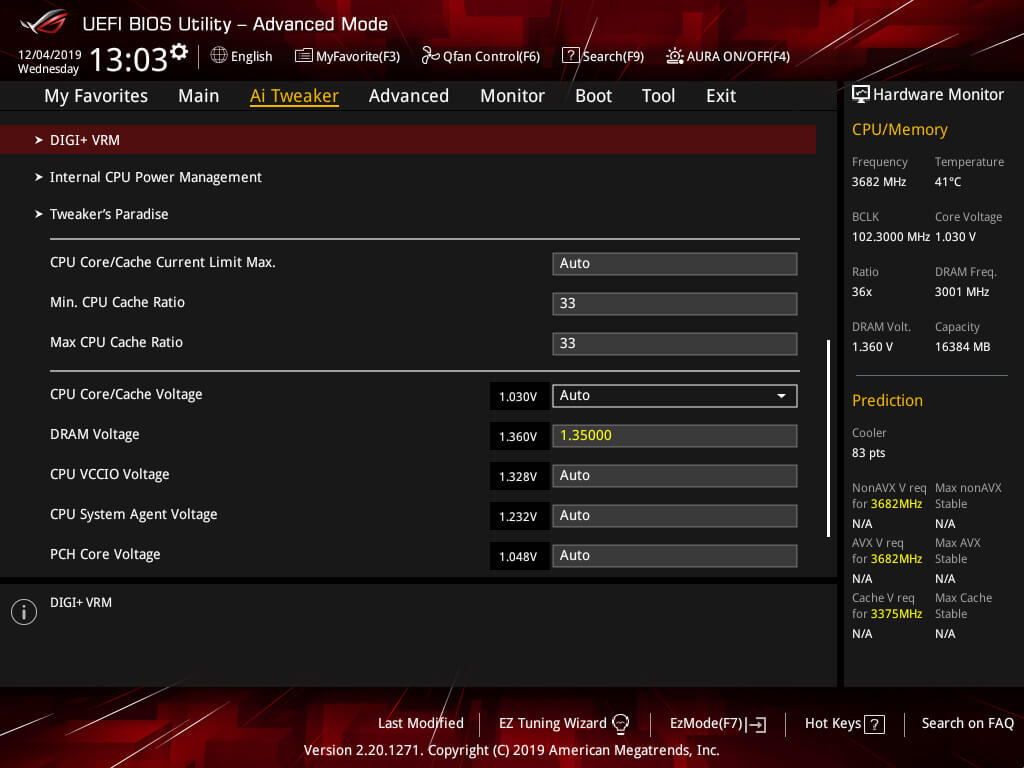 UEFI BIOS Utility – Advanced Mode
12/04/2019
Wednesday
13:03
English
MyFavorite(F3)
Qfan Control(F6)
? Search(F9)
AURA ON/OFF(F4)
My Favorites Main Ai Tweaker Advanced Monitor Boot Tool Exit
DIGI+ VRM
Internal CPU Power Management
Tweaker's Paradise
CPU Core/Cache Current Limit Max. Auto
Min. CPU Cache Ratio 33
Max CPU Cache Ratio 33
CPU Core/Cache Voltage 1.030V Auto
DRAM Voltage 1.360V 1.35000
CPU VCCIO Voltage 1.328V Auto
CPU System Agent Voltage 1.232V Auto
PCH Core Voltage 1.048V Auto
i DIGI+ VRM
Hardware Monitor
CPU/Memory
Frequency Temperature
3682 MHz 41°C
BCLK Core Voltage
102.3000 MHz 1.030 V
Ratio DRAM Freq.
36x 3001 MHz
DRAM Volt. Capacity
1.360 V 16384 MB
Prediction
Cooler
83 pts
NonAVX V req Max nonAVX
for 3682MHz Stable
N/A N/A
AVX V req Max AVX
for 3682MHz Stable
N/A N/A
Cache V req Max Cache
for 3375MHz Stable
N/A N/A
Last Modified EZ Tuning Wizard EzMode(F7) Hot Keys ? Search on FAQ
Version 2.20.1271. Copyright (C) 2019 American Megatrends, Inc.